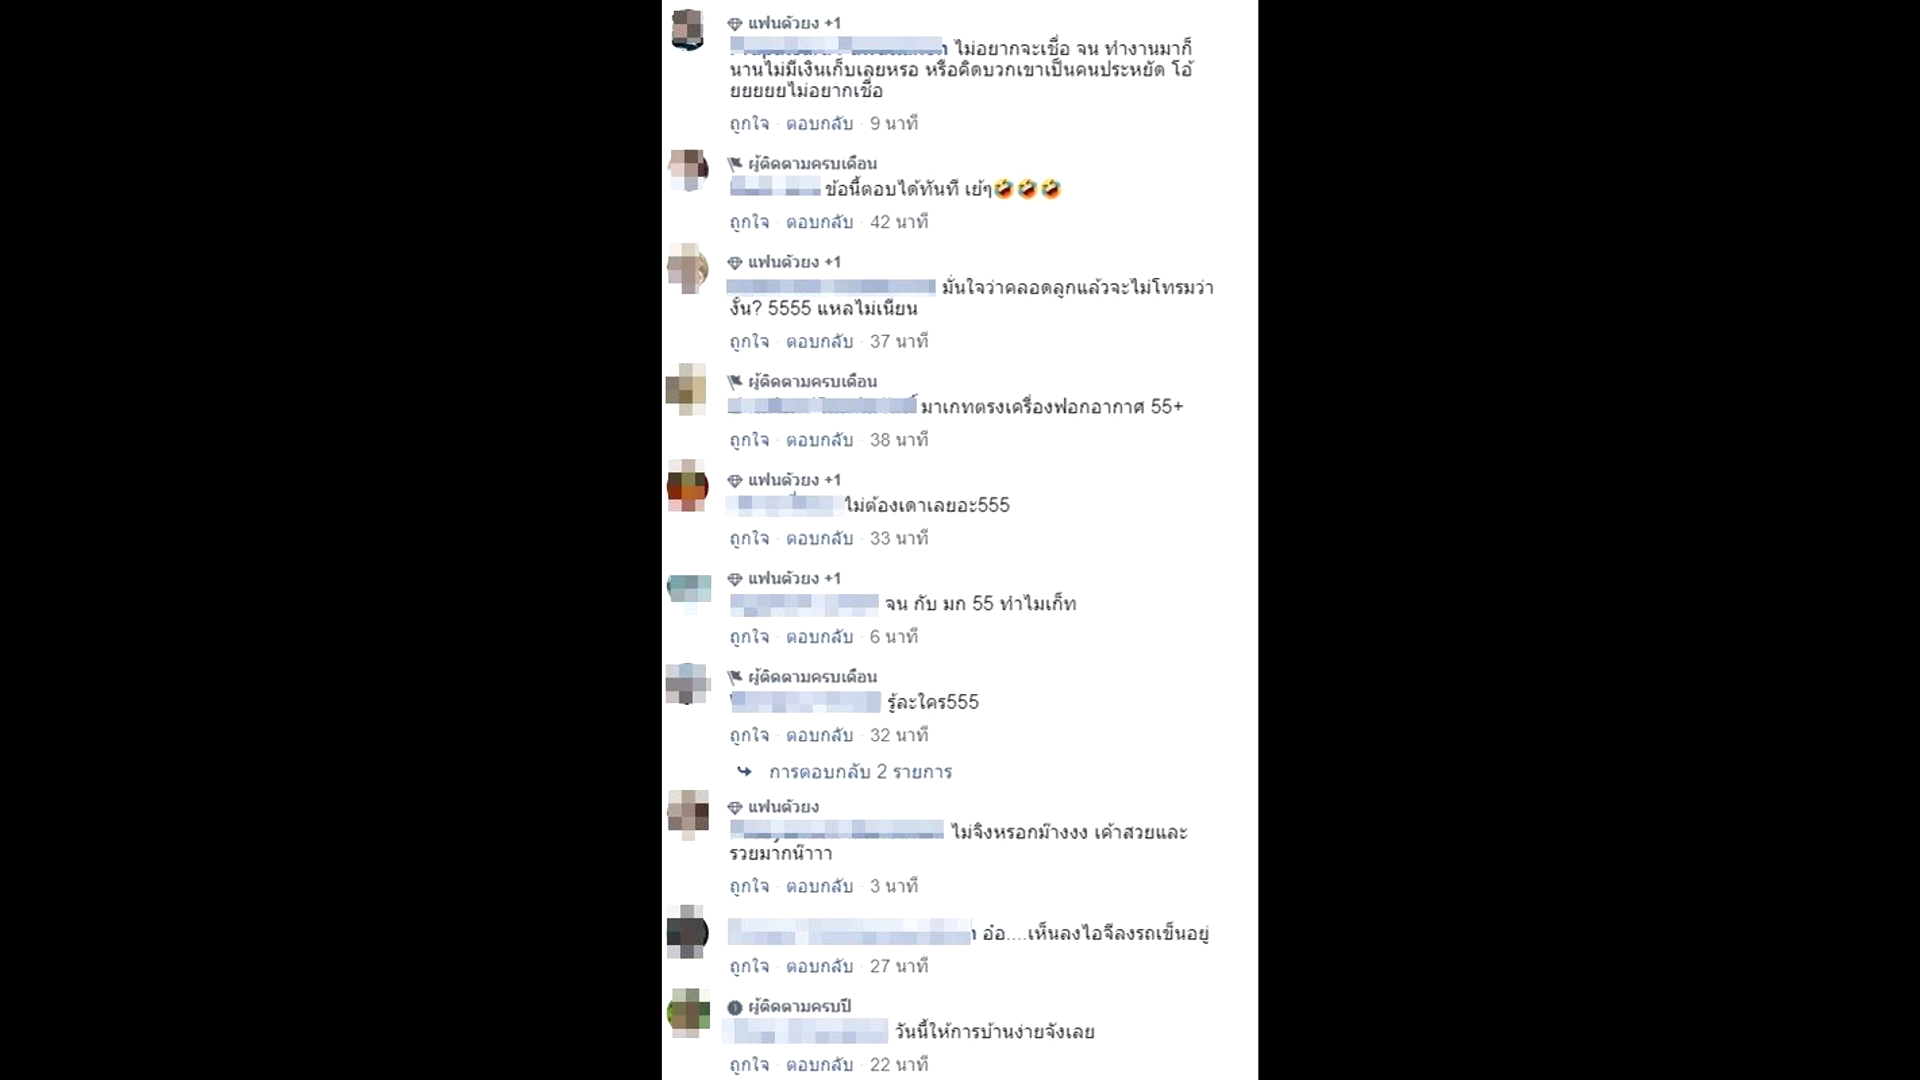 แฟนตัวยง +1
ไม่อยากจะเชื่อ จน ทำงานมาก็
นานไม่มีเงินเก็บเลยหรอ หรือคิดบวกเขาเป็นคนประหยัด โอ้
ยยยยยไม่อยากเชื่อ
ถูกใจ · ตอบกลับ · 9 นาที
ผู้ติดตามครบเดือน
ข้อนี้ตอบได้ทันที เย้ๆ🤣🤣🤣
ถูกใจ · ตอบกลับ · 42 นาที
แฟนตัวยง +1
มั่นใจว่าคลอดลูกแล้วจะไม่โทรมว่า
งั้น? 5555 แหลไม่เนียน
ถูกใจ · ตอบกลับ · 37 นาที
ผู้ติดตามครบเดือน
มาเกทตรงเครื่องฟอกอากาศ 55+
ถูกใจ · ตอบกลับ · 38 นาที
แฟนตัวยง +1
ไม่ต้องเดาเลยอะ555
ถูกใจ · ตอบกลับ · 33 นาที
แฟนตัวยง +1
จน กับ มก 55 ทำไมเก็ท
ถูกใจ · ตอบกลับ · 6 นาที
ผู้ติดตามครบเดือน
รู้ละใคร555
ถูกใจ · ตอบกลับ · 32 นาที
การตอบกลับ 2 รายการ
แฟนตัวยง
ไม่จิงหรอกม๊างงง เค้าสวยและ
รวยมากน๊าาา
ถูกใจ · ตอบกลับ · 3 นาที
อ๋อ....เห็นลงไอจีลงรถเข็นอยู่
ถูกใจ · ตอบกลับ · 27 นาที
ผู้ติดตามครบปี
วันนี้ให้การบ้านง่ายจังเลย
ถูกใจ · ตอบกลับ · 22 นาที